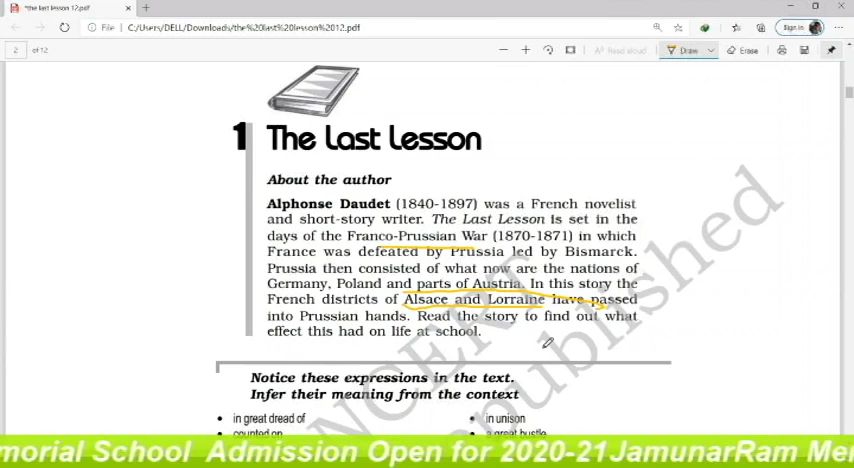 *the last lesson 12.pdf
File | C:/Users/DELL/Downloads/the%20last%20lesson%2012.pdf
Sign in
2 of 12
Read aloud
Draw
Erase
1 The Last Lesson
About the author
Alphonse Daudet (1840-1897) was a French novelist
and short-story writer. The Last Lesson is set in the
days of the Franco-Prussian War (1870-1871) in which
France was defeated by Prussia led by Bismarck.
Prussia then consisted of what now are the nations of
Germany, Poland and parts of Austria. In this story the
French districts of Alsace and Lorraine have passed
into Prussian hands. Read the story to find out what
effect this had on life at school.
Notice these expressions in the text.
Infer their meaning from the context
• in great dread of
• in unison
• counted on
• a great bustle
NCERT
republished
morial School Admission Open for 2020-21 JamunarRam Mem